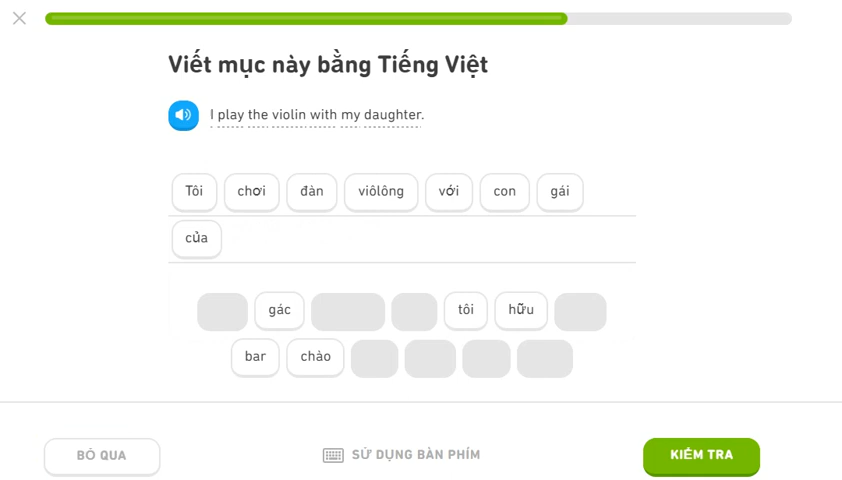 Viết mục này bằng Tiếng Việt
I play the violin with my daughter.
Tôi chơi đàn viôlông với con gái
của
gác tôi hữu
bar chào
BỎ QUA SỬ DỤNG BÀN PHÍM KIỂM TRA